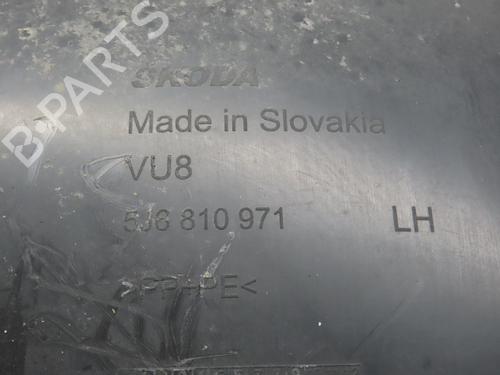 B-PARTS
SKODA
Made in Slovakia
VU8
5J6 810 971 LH
>PP+PE<